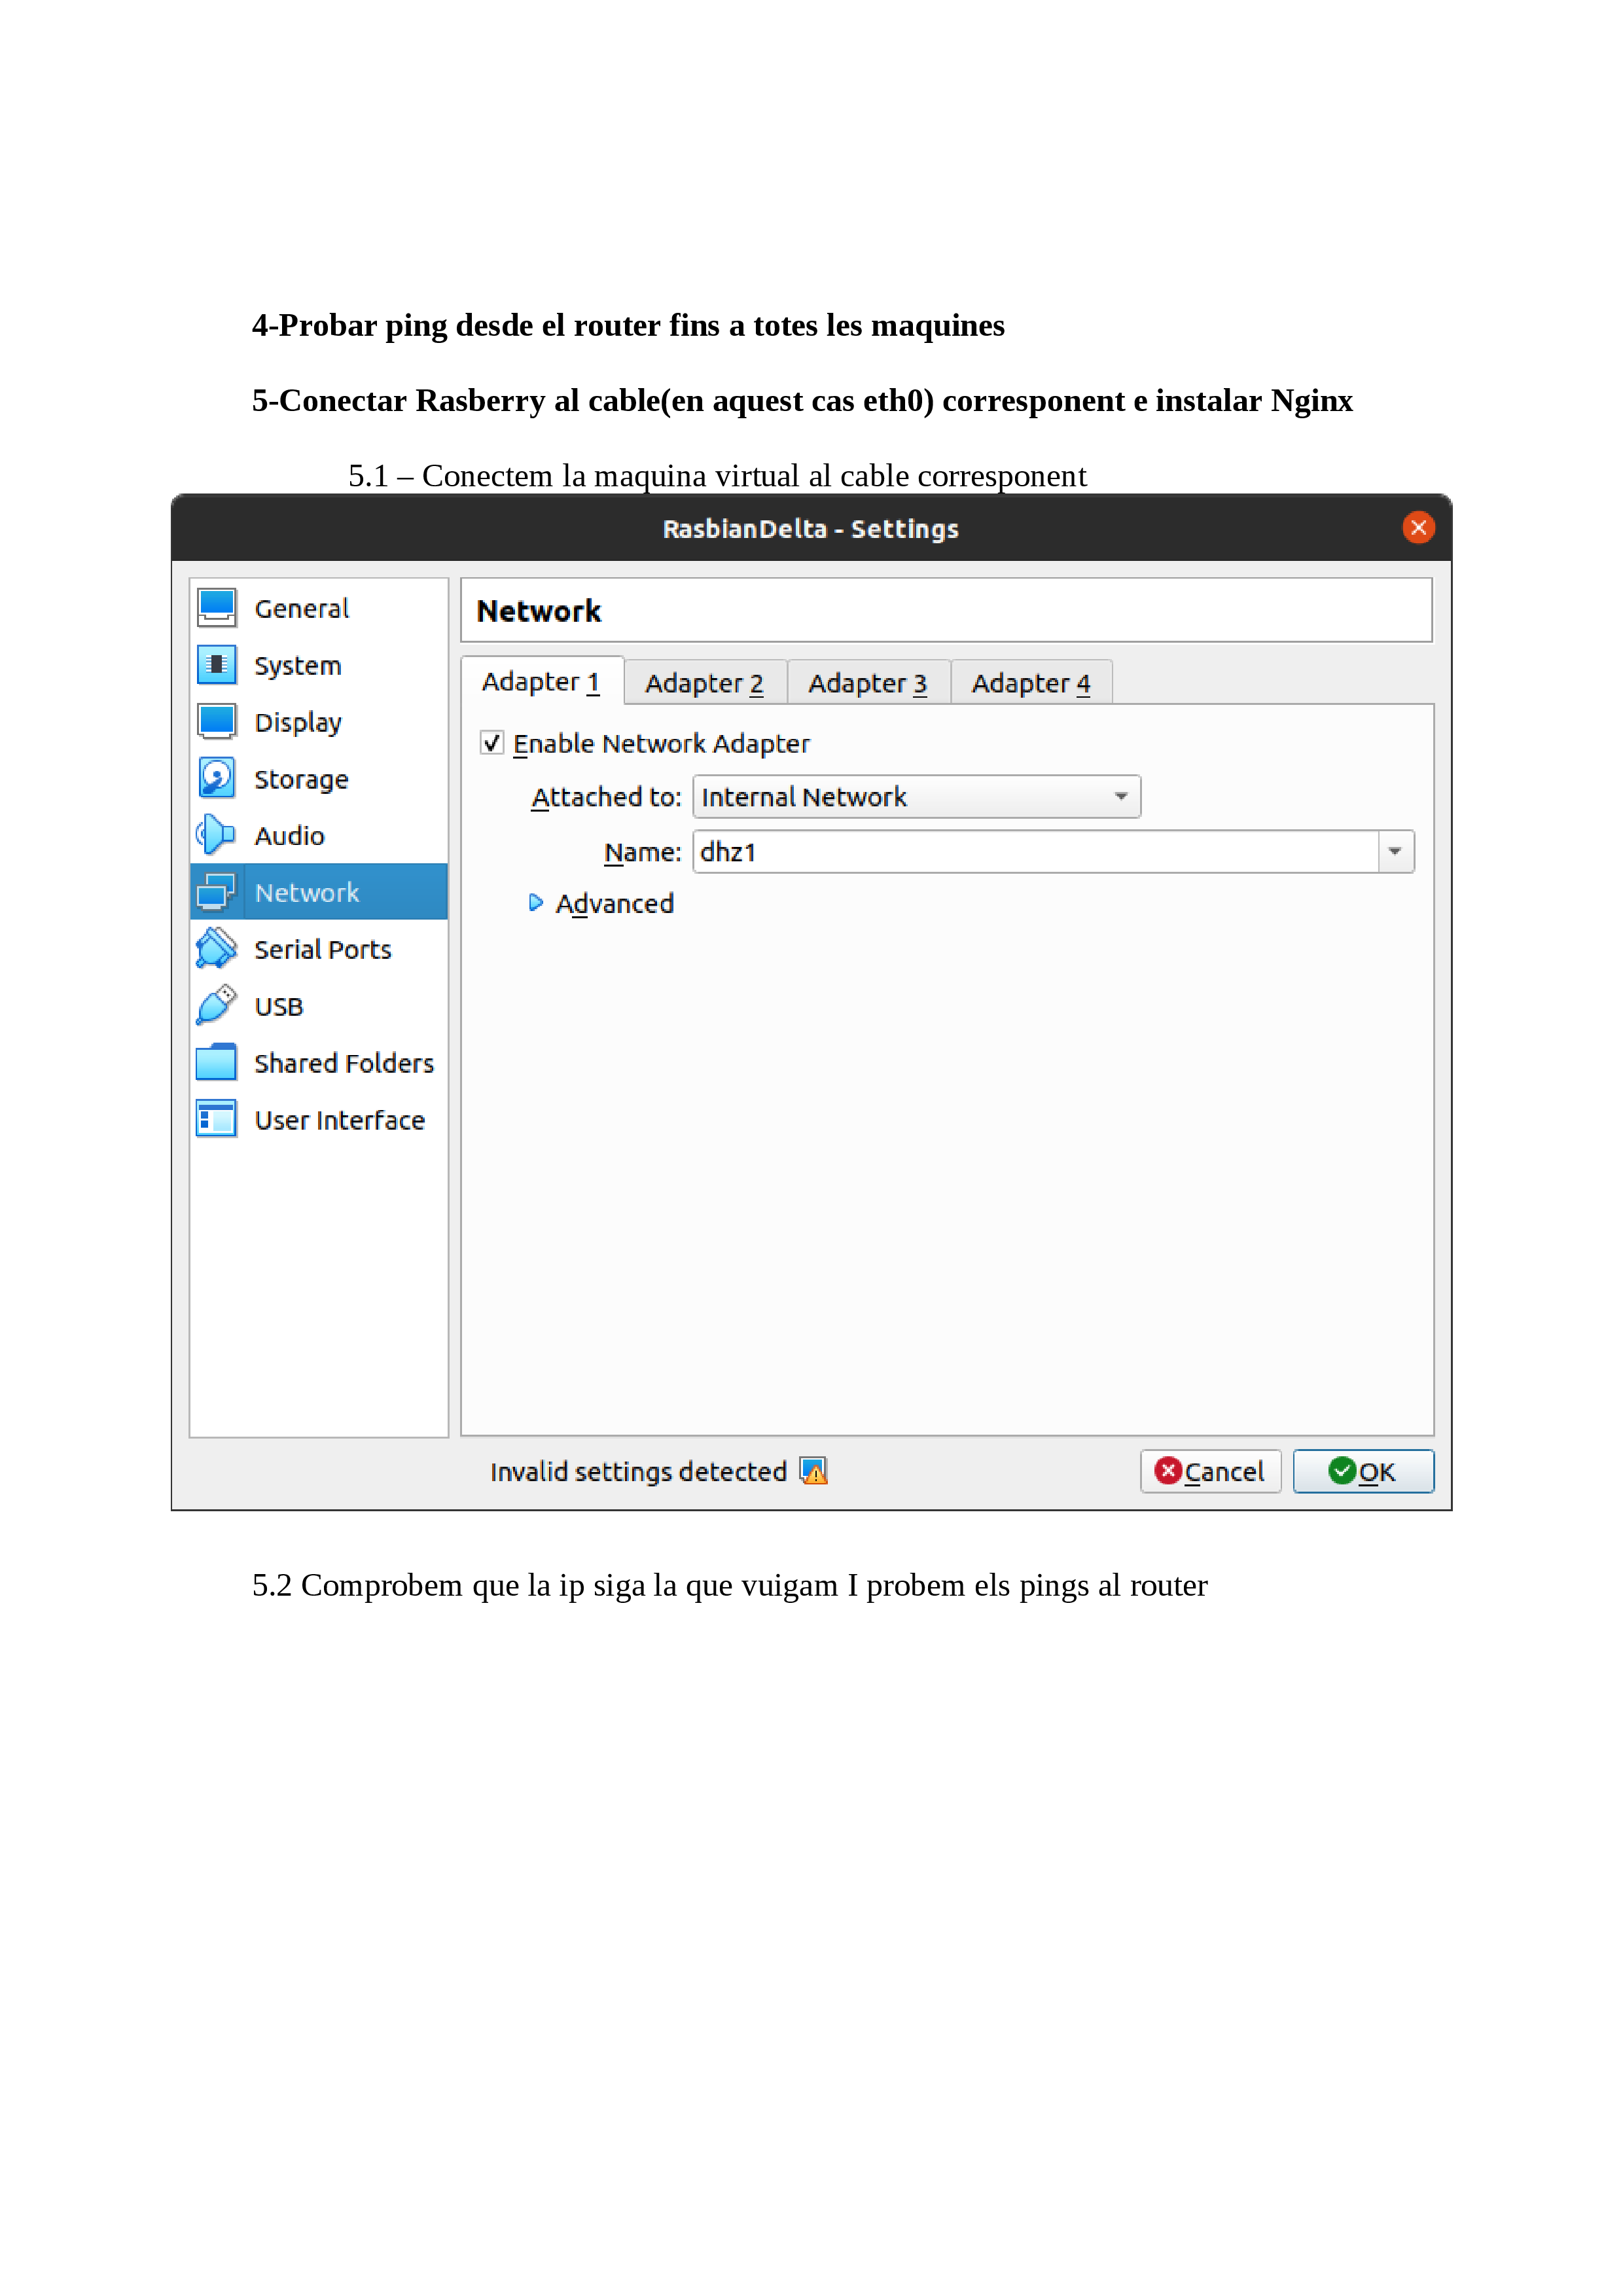 4-Probar ping desde el router fins a totes les maquines
5-Conectar Rasberry al cable(en aquest cas eth0) corresponent e instalar Nginx
5.1 – Conectem la maquina virtual al cable corresponent
RasbianDelta - Settings
General
System
Display
Storage
Audio
Network
Serial Ports
USB
Shared Folders
User Interface
Network
Adapter 1 Adapter 2 Adapter 3 Adapter 4
Enable Network Adapter
Attached to: Internal Network
Name: dhz1
Advanced
Invalid settings detected
Cancel OK
5.2 Comprobem que la ip siga la que vuigam I probem els pings al router